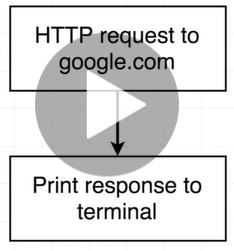 HTTP request to
google.com
Print response to
terminal